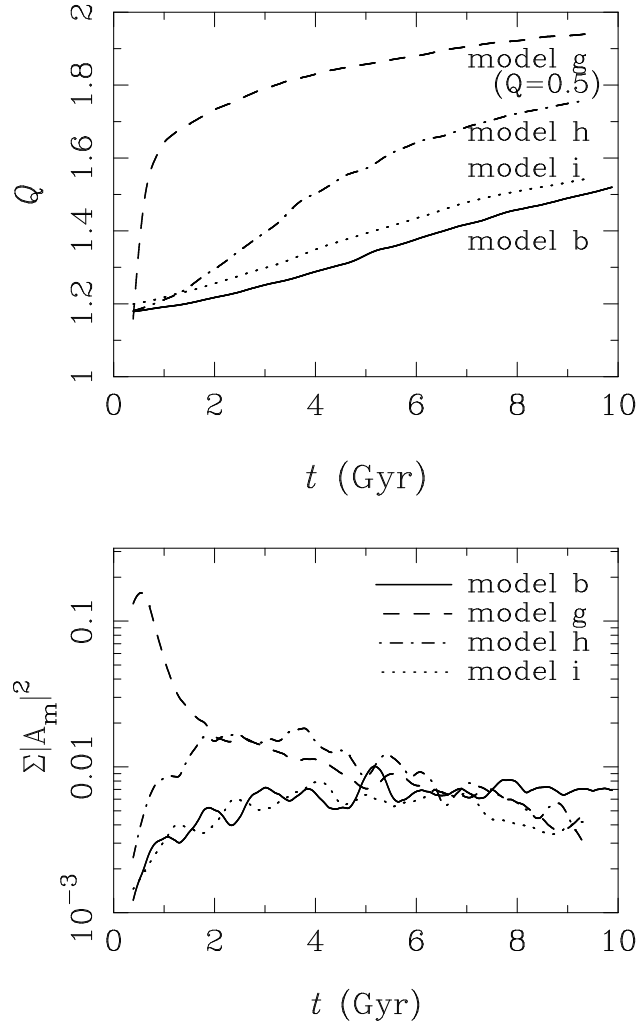 2
1.8
1.6
1.4
1.2
1
Q
model g
(Q=0.5)
model h
model i
model b
0 2 4 6 8 10
t (Gyr)
0.1
0.01
10⁻³
Σ|Aₘ|²
model b
model g
model h
model i
0 2 4 6 8 10
t (Gyr)